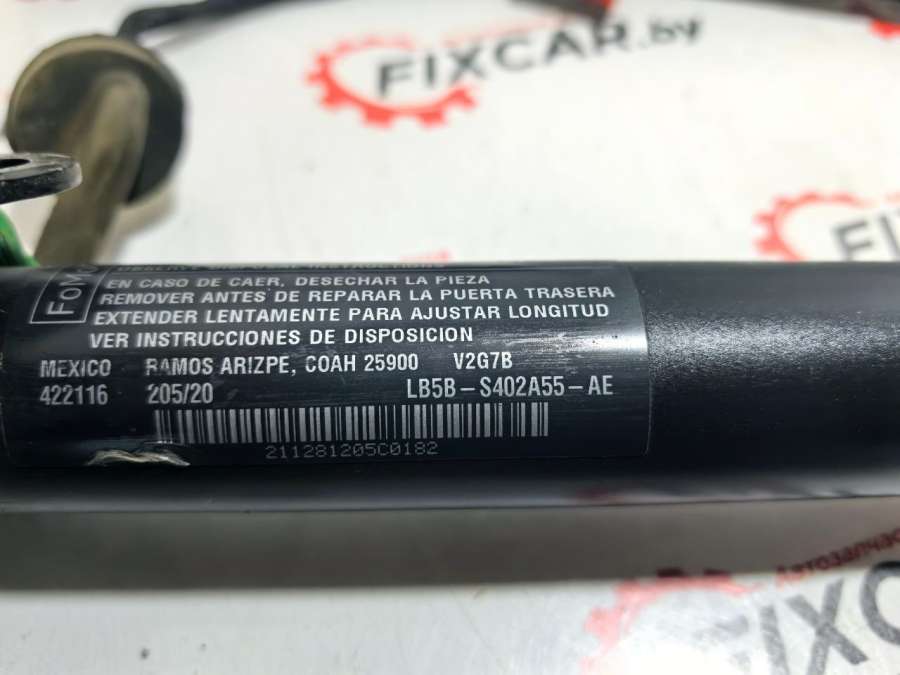 FIXCAR.by
EN CASO DE CAER, DESECHAR LA PIEZA
REMOVER ANTES DE REPARAR LA PUERTA TRASERA
EXTENDER LENTAMENTE PARA AJUSTAR LONGITUD
VER INSTRUCCIONES DE DISPOSICION
MEXICO RAMOS ARIZPE, COAH 25900 V2G7B
422116 205/20 LB5B-S402A55-AE
211281205C0182